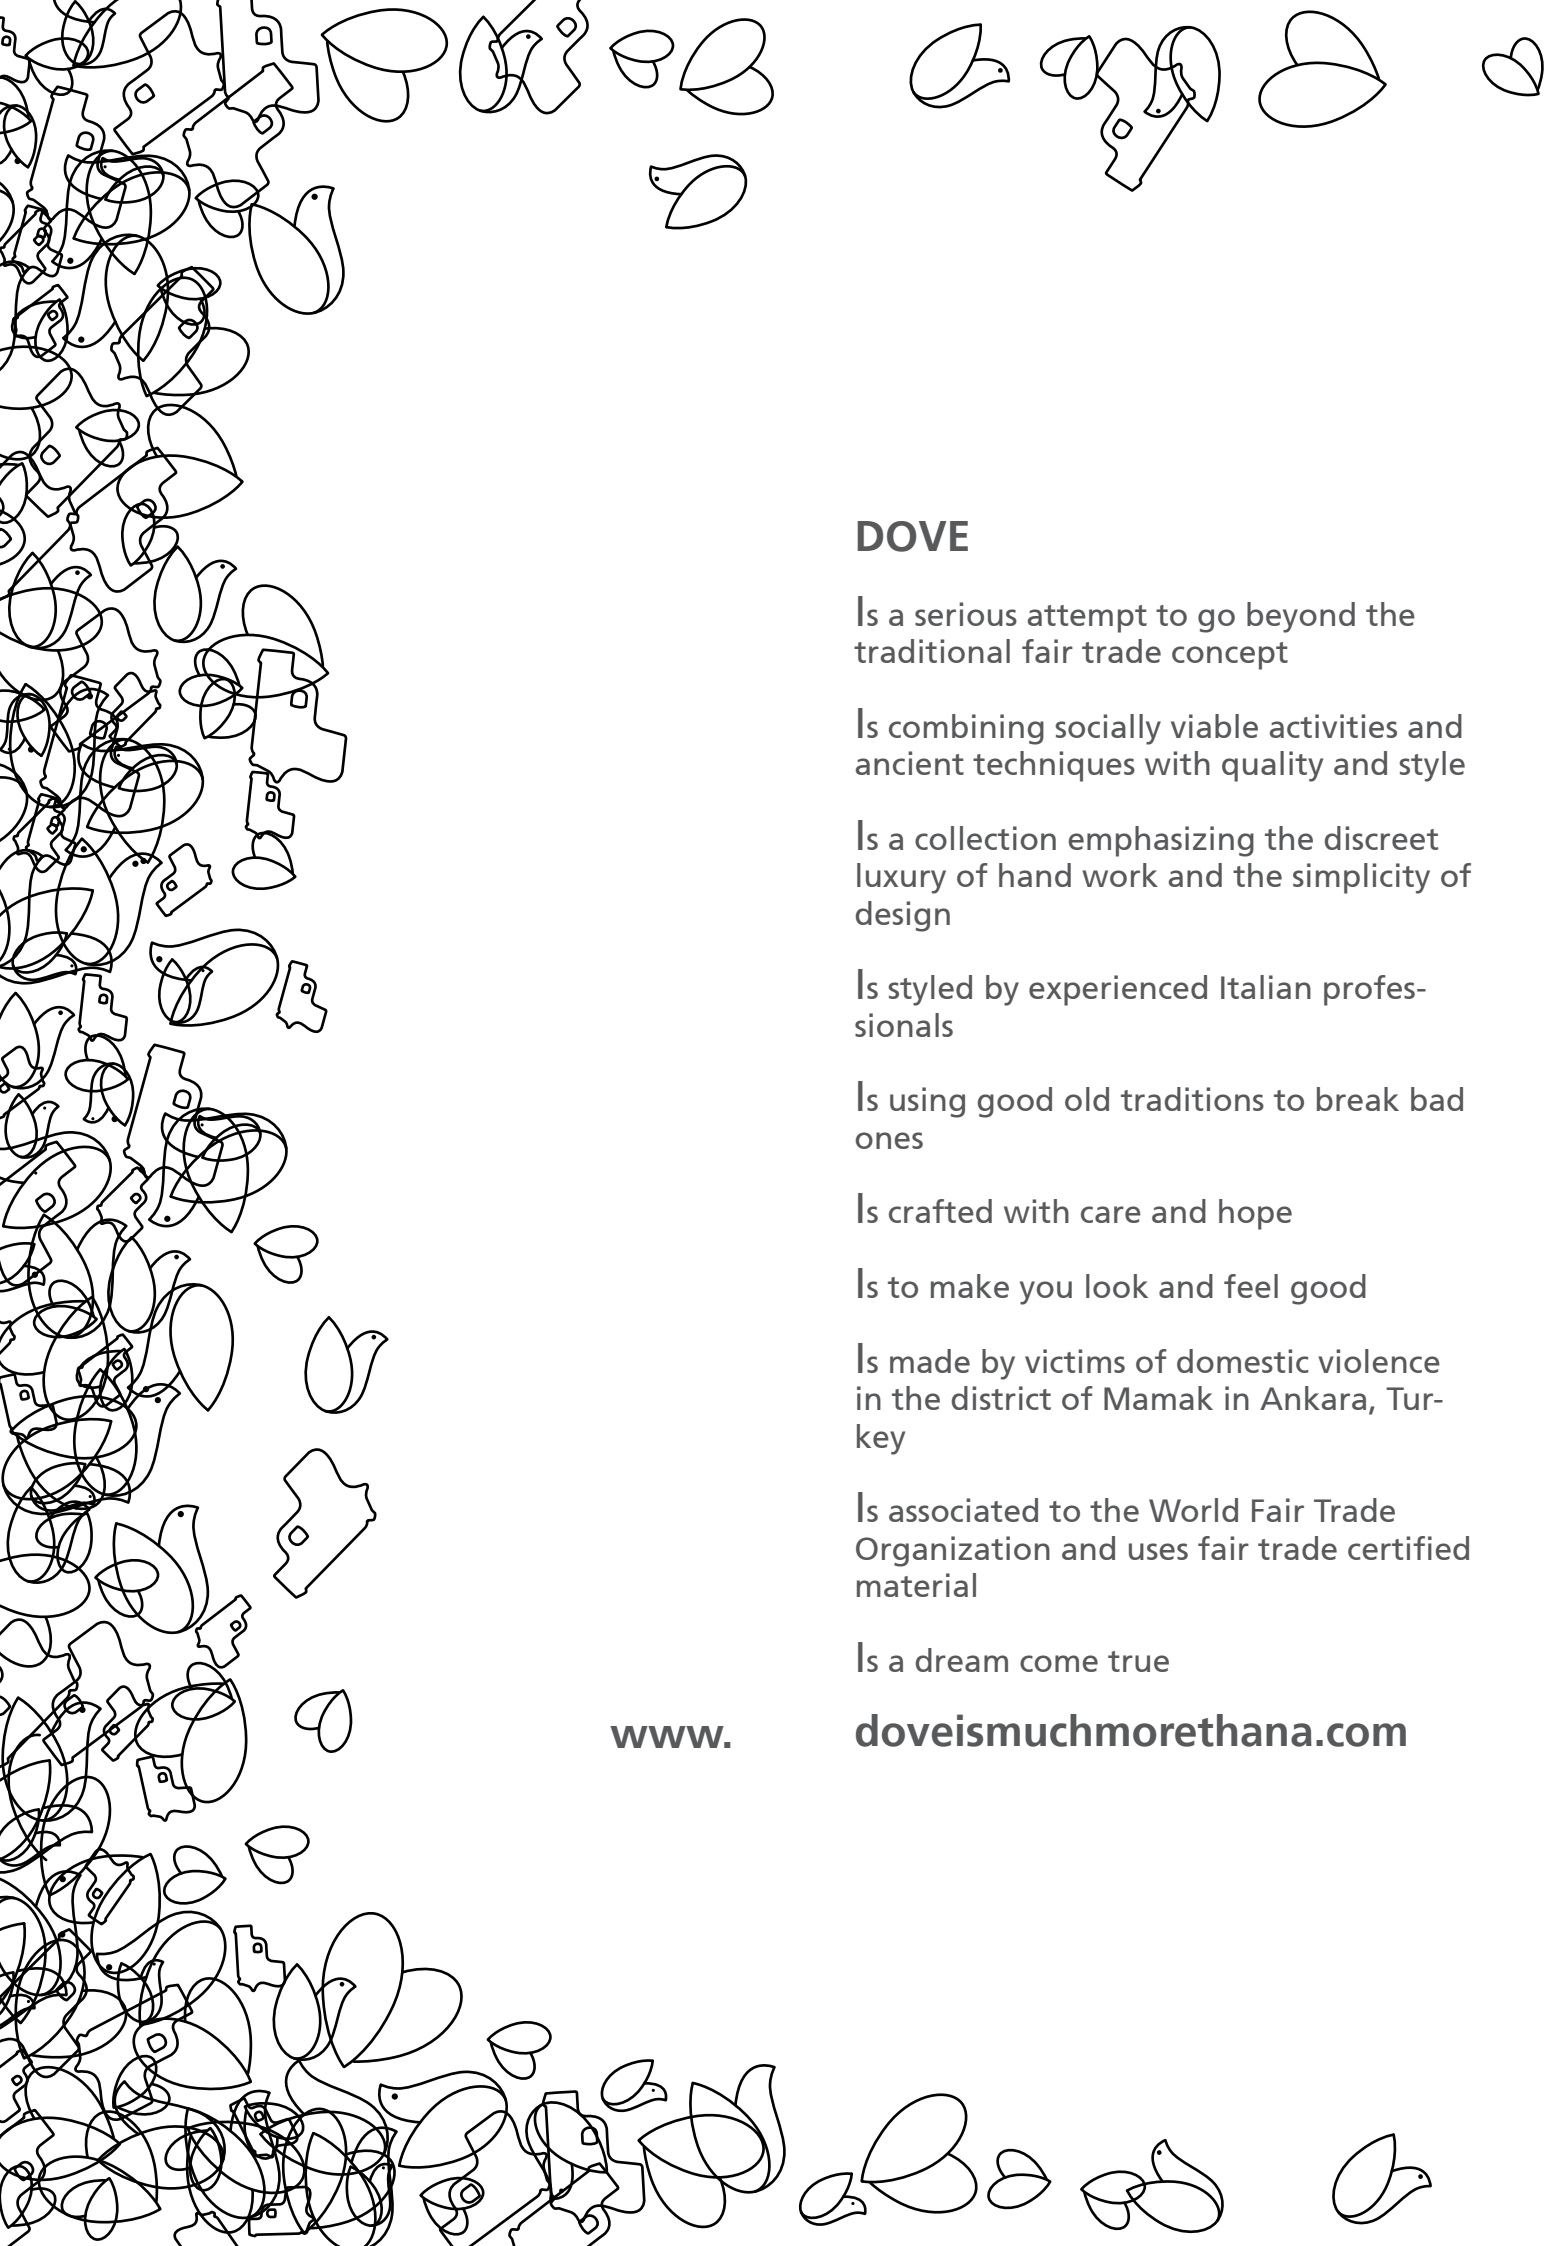 DOVE
Is a serious attempt to go beyond the
traditional fair trade concept
Is combining socially viable activities and
ancient techniques with quality and style
Is a collection emphasizing the discreet
luxury of hand work and the simplicity of
design
Is styled by experienced Italian profes-
sionals
Is using good old traditions to break bad
ones
Is crafted with care and hope
Is to make you look and feel good
Is made by victims of domestic violence
in the district of Mamak in Ankara, Tur-
key
Is associated to the World Fair Trade
Organization and uses fair trade certified
material
Is a dream come true
www. doveismuchmorethana.com